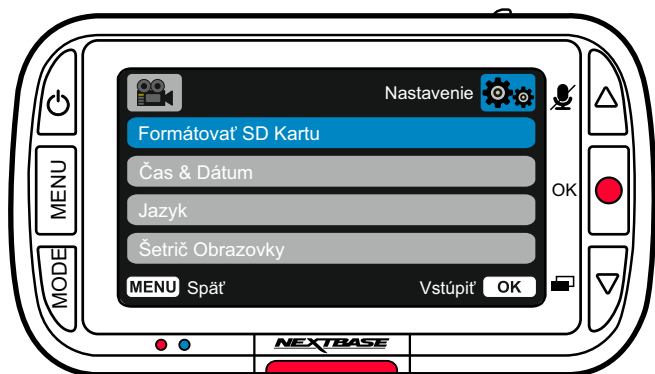 Nastavenie
Formátovať SD Kartu
Čas & Dátum
Jazyk
Šetrič Obrazovky
MENU Späť
Vstúpiť OK
MENU
MODE
OK
NEXTBASE